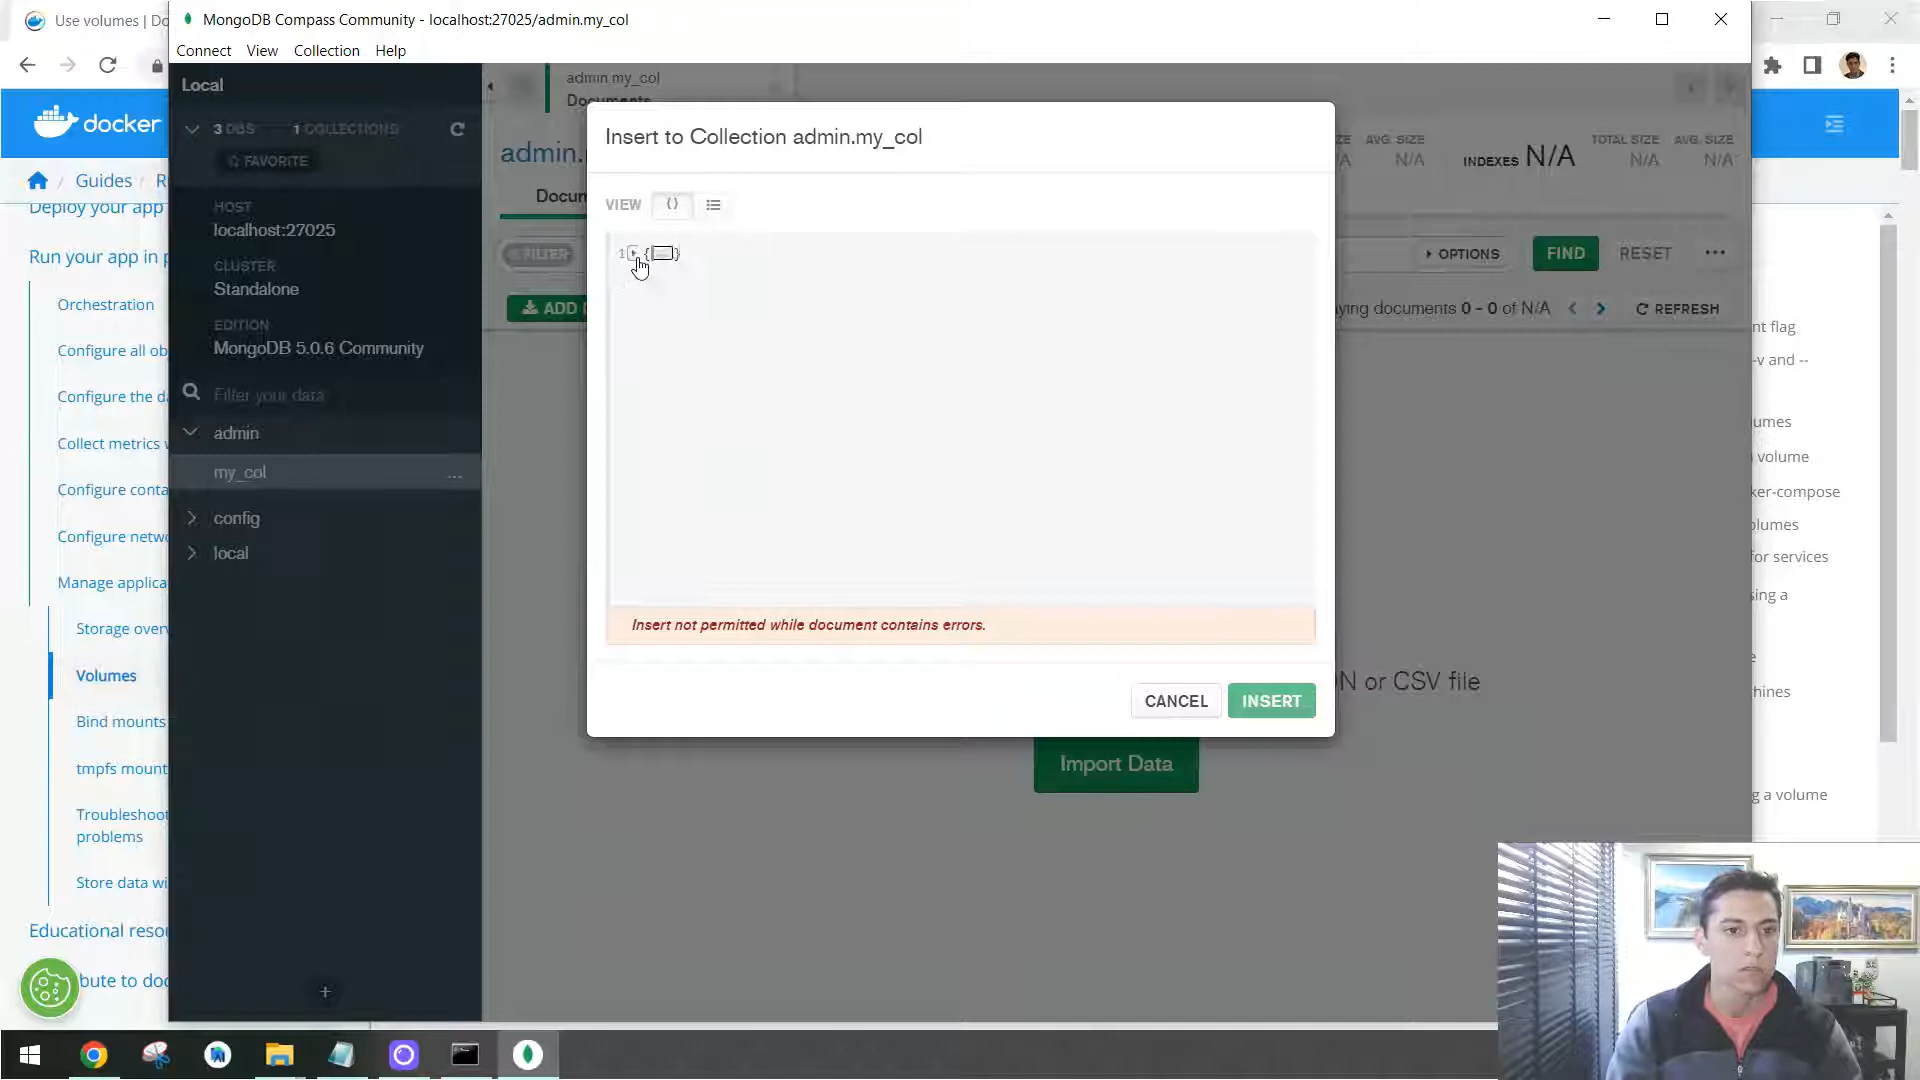 Use volumes | Do
MongoDB Compass Community - localhost:27025/admin.my_col
Connect View Collection Help
docker
Guides
Deploy your app
Run your app in p
Orchestration
Configure all ob
Configure the da
Collect metrics
Configure conta
Configure netwo
Manage applica
Storage over
Volumes
Bind mounts
tmpfs mount
Troubleshoot
problems
Store data wi
Educational resou
bute to doc
Local
3 DBS 1 COLLECTIONS
FAVORITE
HOST
localhost:27025
CLUSTER
Standalone
EDITION
MongoDB 5.0.6 Community
Filter your data
admin
my_col ...
config
local
+
admin.my_col
Documents
admin.
AVG. SIZE
N/A
INDEXES N/A
TOTAL SIZE
N/A
AVG. SIZE
N/A
Docum
FILTER
OPTIONS FIND RESET ...
ADD
ying documents 0 - 0 of N/A REFRESH
Insert to Collection admin.my_col
VIEW {}
1 {...}
Insert not permitted while document contains errors.
CANCEL INSERT
N or CSV file
Import Data
nt flag
-v and --
umes
a volume
ker-compose
olumes
for services
sing a
e
hines
g a volume